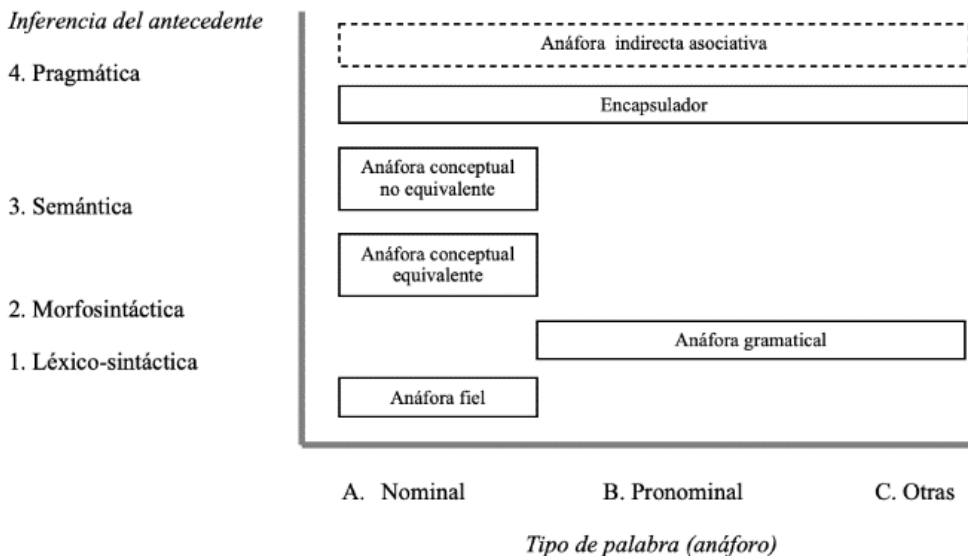 Inferencia del antecedente
Anáfora indirecta asociativa
4. Pragmática
Encapsulador
Anáfora conceptual
no equivalente
3. Semántica
Anáfora conceptual
equivalente
2. Morfosintáctica
Anáfora gramatical
1. Léxico-sintáctica
Anáfora fiel
A. Nominal B. Pronominal C. Otras
Tipo de palabra (anáforo)